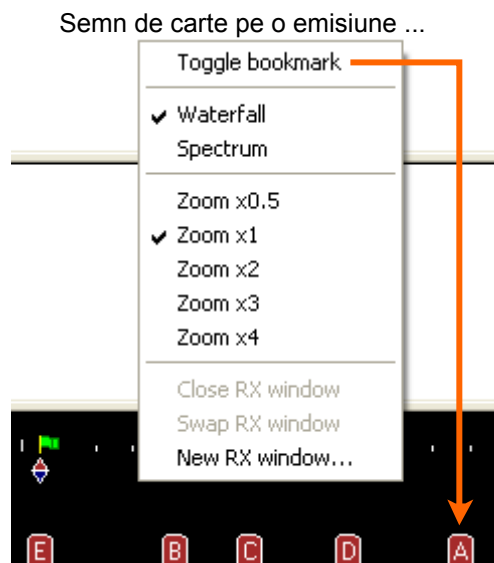 Semn de carte pe o emisiune ...
Toggle bookmark
Waterfall
Spectrum
Zoom x0.5
Zoom x1
Zoom x2
Zoom x3
Zoom x4
Close RX window
Swap RX window
New RX window...
E B C D A